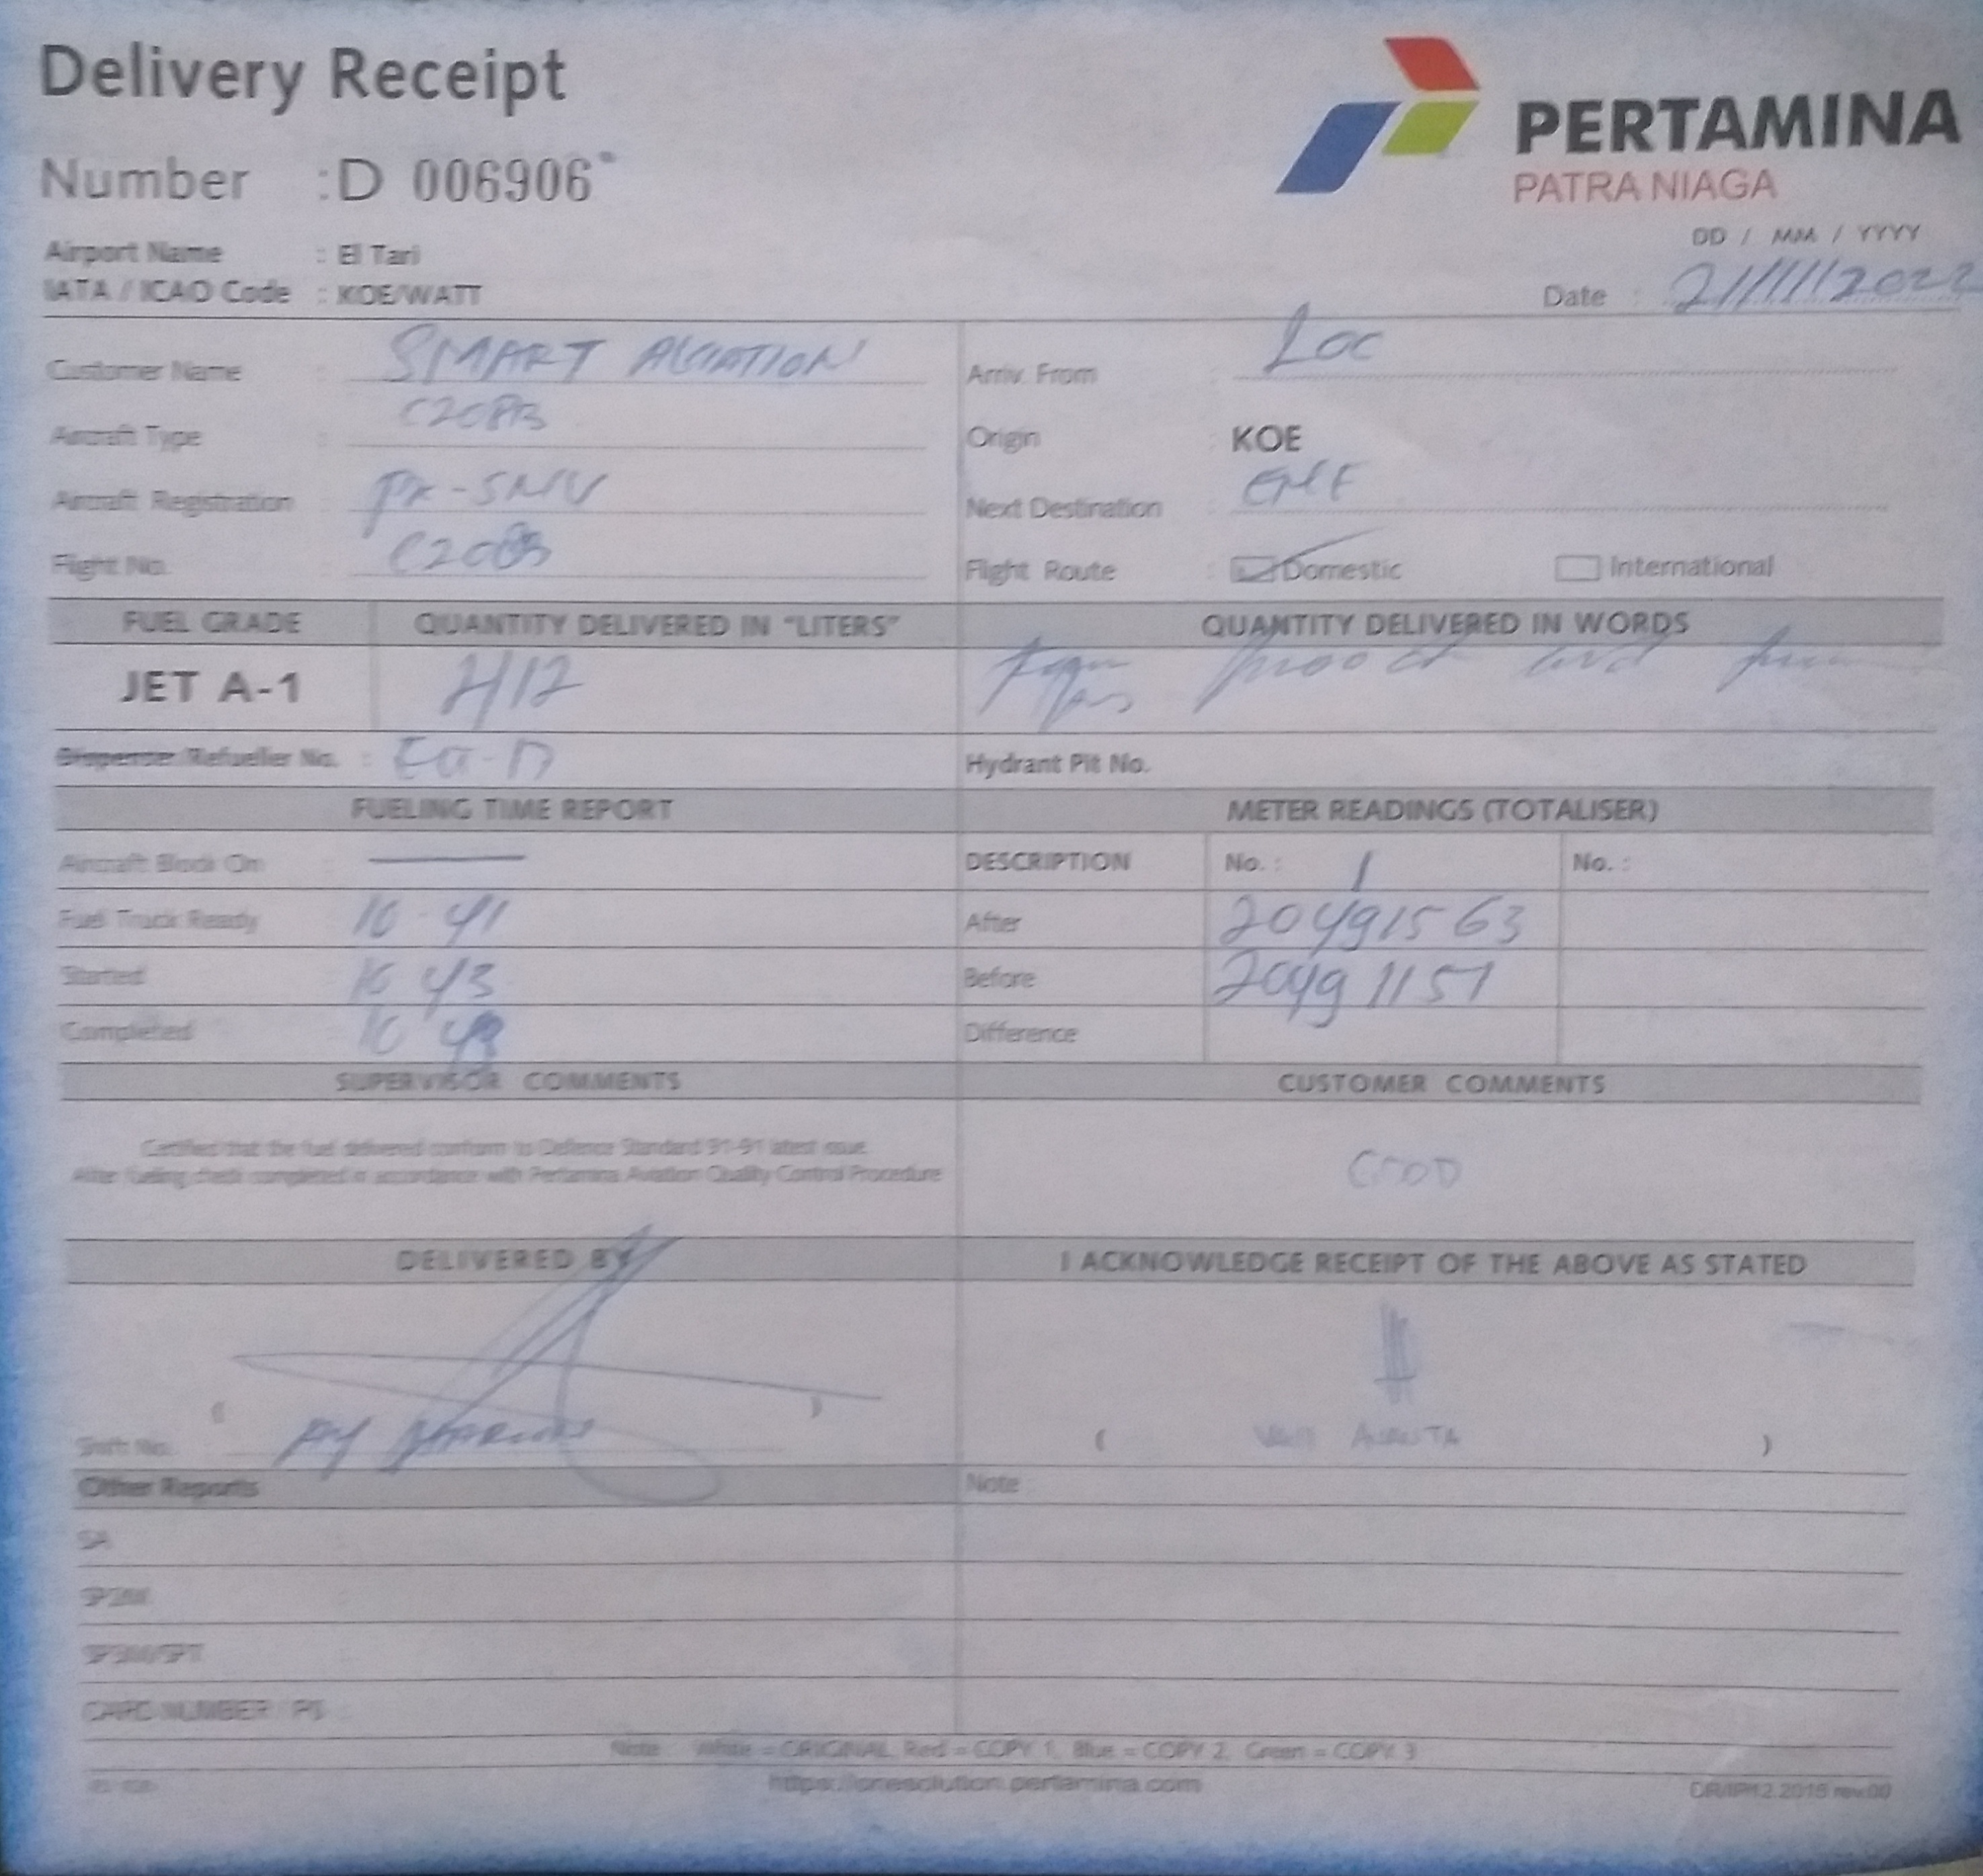 Delivery Receipt
PERTAMINA
PATRA NIAGA
Number : D 006906
DD / MM / YYYY
Airport Name : El Tari
IATA / ICAO Code : KOE/WATT
Date : 21/11/2022
Customer Name : SMART AVIATION
Arriv. From : LOC
Aircraft Type : C208B
Origin : KOE
Aircraft Registration : PK-SNV
Next Destination :
Flight No. : C208B
Flight Route : Domestic International
FUEL GRADE QUANTITY DELIVERED IN "LITERS" QUANTITY DELIVERED IN WORDS
JET A-1 412
Dispenser/Refueller No. :
Hydrant Pit No.
FUELING TIME REPORT METER READINGS (TOTALISER)
Aircraft Block On : —
DESCRIPTION No. : 1 No. :
Fuel Truck Ready 10 41
After 20491563
Started 10 43
Before 20491151
Completed 10 48
Difference
SUPERVISOR COMMENTS CUSTOMER COMMENTS
Certified that the fuel delivered conform to Defence Standard 91-91 latest issue.
After fueling check completed in accordance with Pertamina Aviation Quality Control Procedure
GOOD
DELIVERED BY I ACKNOWLEDGE RECEIPT OF THE ABOVE AS STATED
( ) 
Shift No.
( )
Other Reports Note
SA :
CARD NUMBER / PS :
Note White = ORIGINAL, Red = COPY 1, Blue = COPY 2, Green = COPY 3
https://onesolution.pertamina.com